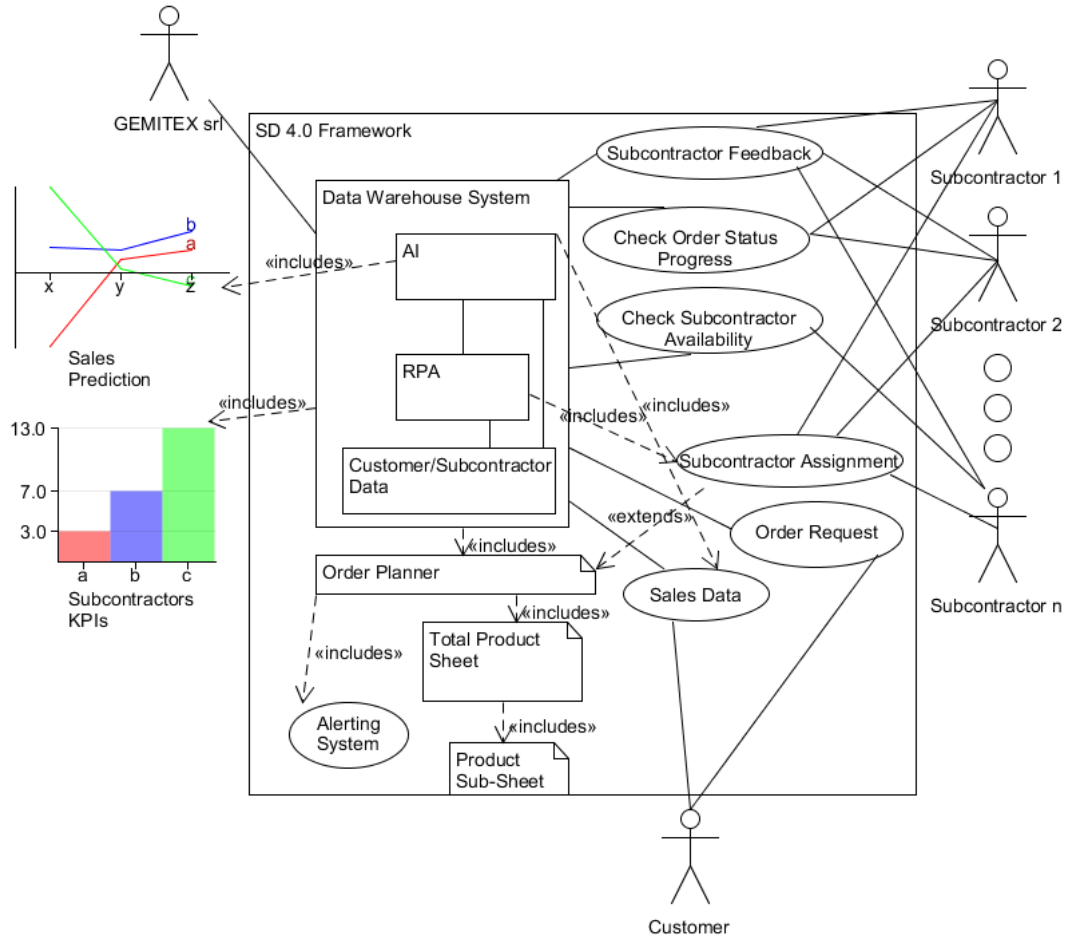 GEMITEX srl
SD 4.0 Framework
Subcontractor Feedback
Subcontractor 1
Data Warehouse System
b
a
c
x
y
z
«includes»
AI
Check Order Status
Progress
Subcontractor 2
Check Subcontractor
Availability
Sales
Prediction
RPA
«includes»
«includes»
«includes»
13.0
7.0
3.0
a
b
c
Subcontractors
KPIs
Customer/Subcontractor
Data
Subcontractor Assignment
«extends»
Order Request
«includes»
Order Planner
Sales Data
Subcontractor n
«includes»
Total Product
Sheet
«includes»
Alerting
System
«includes»
Product
Sub-Sheet
Customer